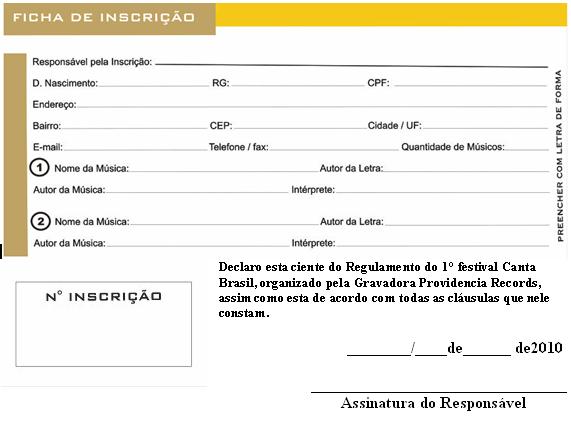 FICHA DE INSCRIÇÃO
Responsável pela Inscrição:
D. Nascimento: RG: CPF:
Endereço:
Bairro: CEP: Cidade / UF:
E-mail: Telefone / fax: Quantidade de Músicos:
1 Nome da Música: Autor da Letra:
Autor da Música: Intérprete:
2 Nome da Música: Autor da Letra:
Autor da Música: Intérprete:
PREENCHER COM LETRA DE FORMA
Declaro esta ciente do Regulamento do 1° festival Canta
Brasil, organizado pela Gravadora Providencia Records,
assim como esta de acordo com todas as cláusulas que nele
constam.
N° INSCRIÇÃO
________/____de______ de2010
Assinatura do Responsável